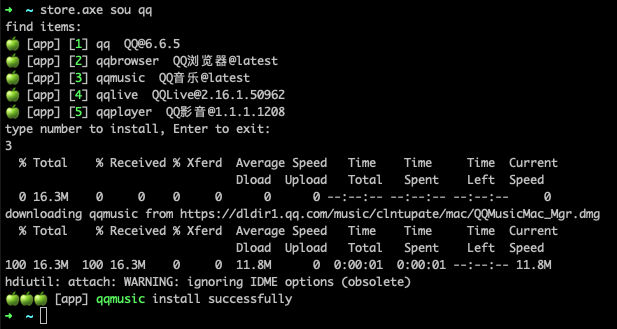 ➜ ~ store.axe sou qq
find items:
🍏 [app] [1] qq QQ@6.6.5
🍏 [app] [2] qqbrowser QQ浏览器@latest
🍏 [app] [3] qqmusic QQ音乐@latest
🍏 [app] [4] qqlive QQLive@2.16.1.50962
🍏 [app] [5] qqplayer QQ影音@1.1.1.1208
type number to install, Enter to exit:
3
% Total % Received % Xferd Average Speed Time Time Time Current
Dload Upload Total Spent Left Speed
0 16.3M 0 0 0 0 0 0 --:--:-- --:--:-- --:--:-- 0
downloading qqmusic from https://dldir1.qq.com/music/clntupate/mac/QQMusicMac_Mgr.dmg
% Total % Received % Xferd Average Speed Time Time Time Current
Dload Upload Total Spent Left Speed
100 16.3M 100 16.3M 0 0 11.8M 0 0:00:01 0:00:01 --:--:-- 11.8M
hdiutil: attach: WARNING: ignoring IDME options (obsolete)
🍏🍏🍏 [app] qqmusic install successfully
➜ ~